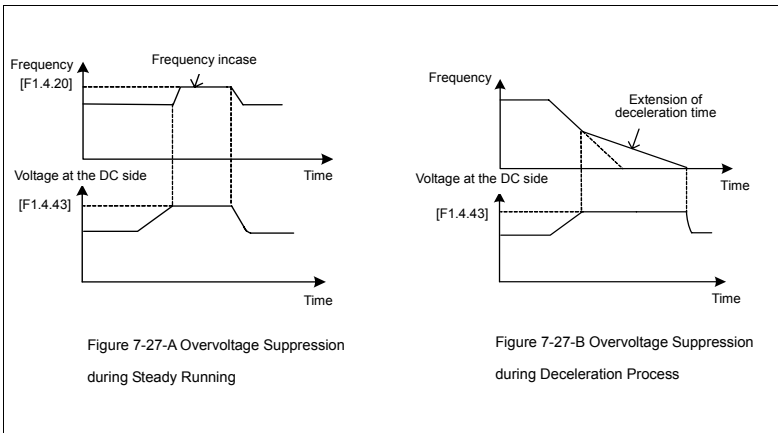 Frequency incase
Frequency
[F1.4.20]
Time
Voltage at the DC side
[F1.4.43]
Time
Figure 7-27-A Overvoltage Suppression
during Steady Running
Frequency
Extension of
deceleration time
Time
Voltage at the DC side
[F1.4.43]
Time
Figure 7-27-B Overvoltage Suppression
during Deceleration Process